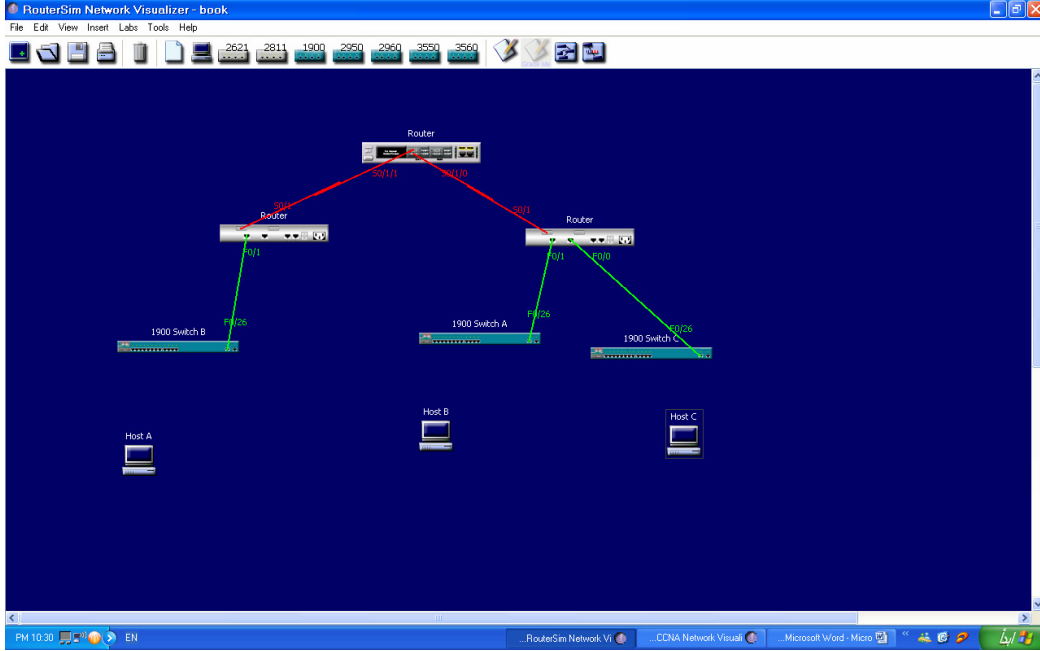 RouterSim Network Visualizer - book
File Edit View Insert Labs Tools Help
2621 2811 1900 2950 2960 3550 3560
Router
S0/1/1 S0/1/0
S0/1 S0/1
Router Router
F0/1 F0/1 F0/0
F0/26 F0/26 F0/26
1900 Switch B 1900 Switch A 1900 Switch C
Host A Host B Host C
PM 10:30 EN ...RouterSim Network Vi ...CCNA Network Visuali ...Microsoft Word - Micro ابدأ